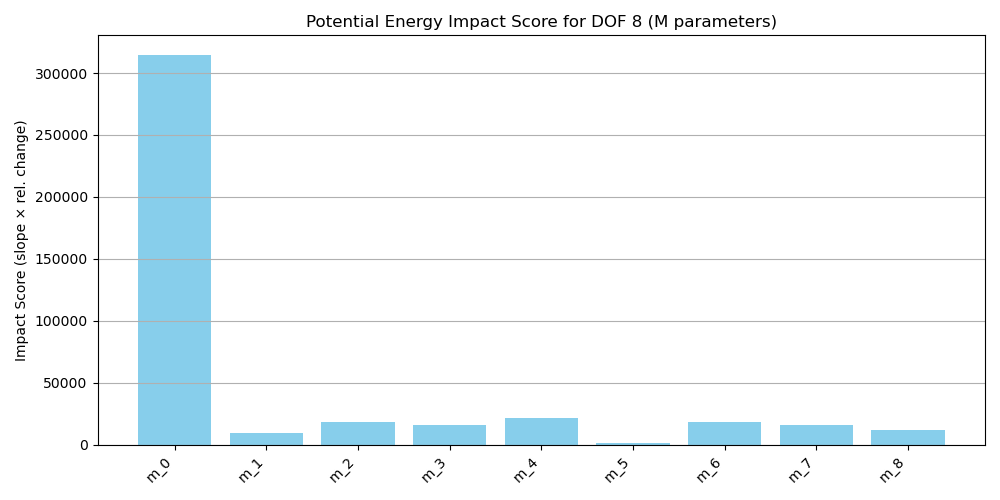 Potential Energy Impact Score for DOF 8 (M parameters)
Impact Score (slope × rel. change)
300000
250000
200000
150000
100000
50000
0
m_0
m_1
m_2
m_3
m_4
m_5
m_6
m_7
m_8